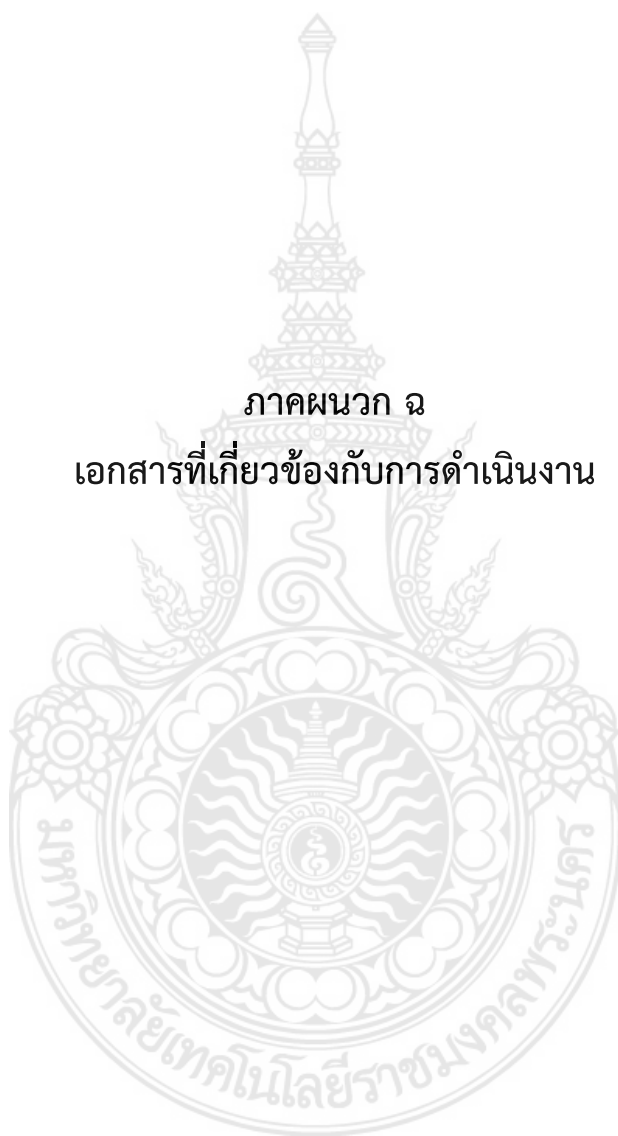 ภาคผนวก ฉ
เอกสารที่เกี่ยวข้องกับการดำเนินงาน
มหาวิทยาลัยเทคโนโลยีราชมงคลพระนคร